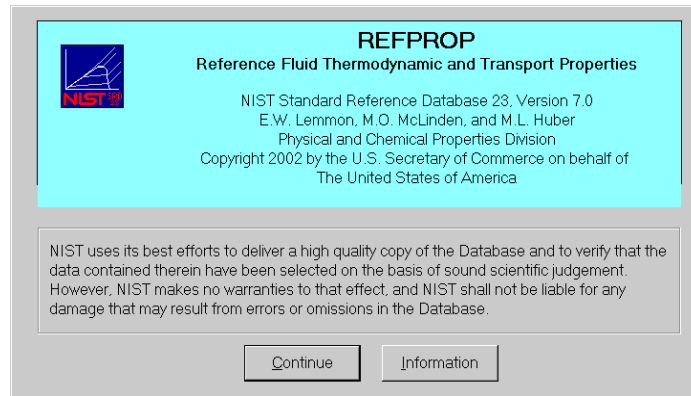 REFPROP
Reference Fluid Thermodynamic and Transport Properties
NIST SRD 23
NIST Standard Reference Database 23, Version 7.0
E.W. Lemmon, M.O. McLinden, and M.L. Huber
Physical and Chemical Properties Division
Copyright 2002 by the U.S. Secretary of Commerce on behalf of
The United States of America
NIST uses its best efforts to deliver a high quality copy of the Database and to verify that the
data contained therein have been selected on the basis of sound scientific judgement.
However, NIST makes no warranties to that effect, and NIST shall not be liable for any
damage that may result from errors or omissions in the Database.
Continue
Information